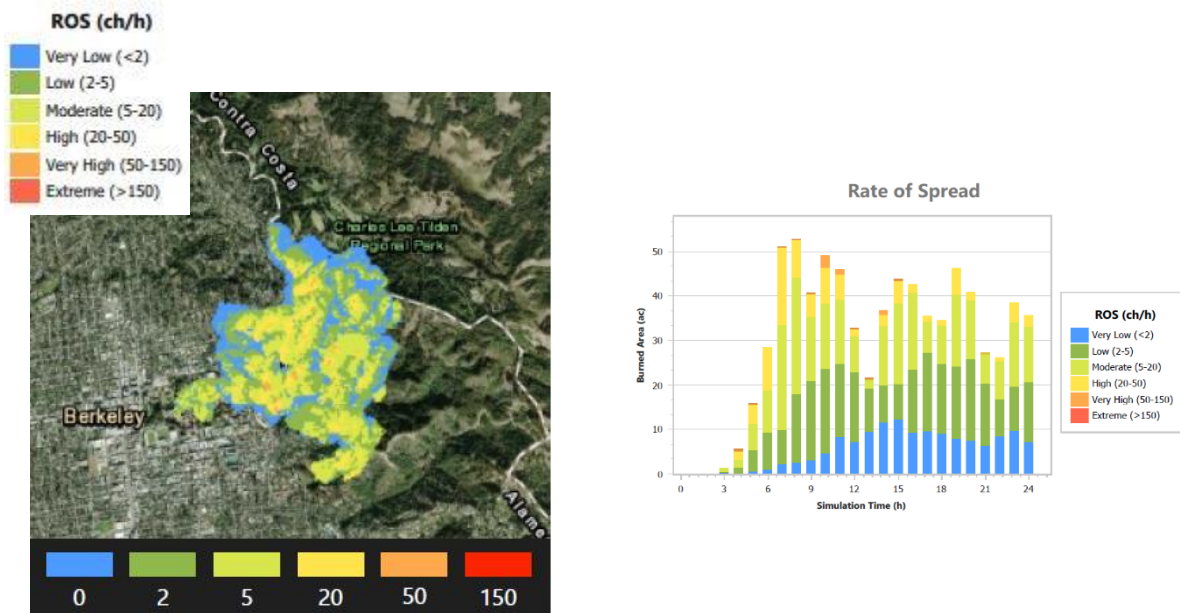 ROS (ch/h)
Very Low (<2)
Low (2-5)
Moderate (5-20)
High (20-50)
Very High (50-150)
Extreme (>150)
Contra Costa
Charles Lee Tilden
Regional Park
Berkeley
Alame
0 2 5 20 50 150
Rate of Spread
Burned Area (ac)
50
40
30
20
10
0
0 3 6 9 12 15 18 21 24
Simulation Time (h)
ROS (ch/h)
Very Low (<2)
Low (2-5)
Moderate (5-20)
High (20-50)
Very High (50-150)
Extreme (>150)